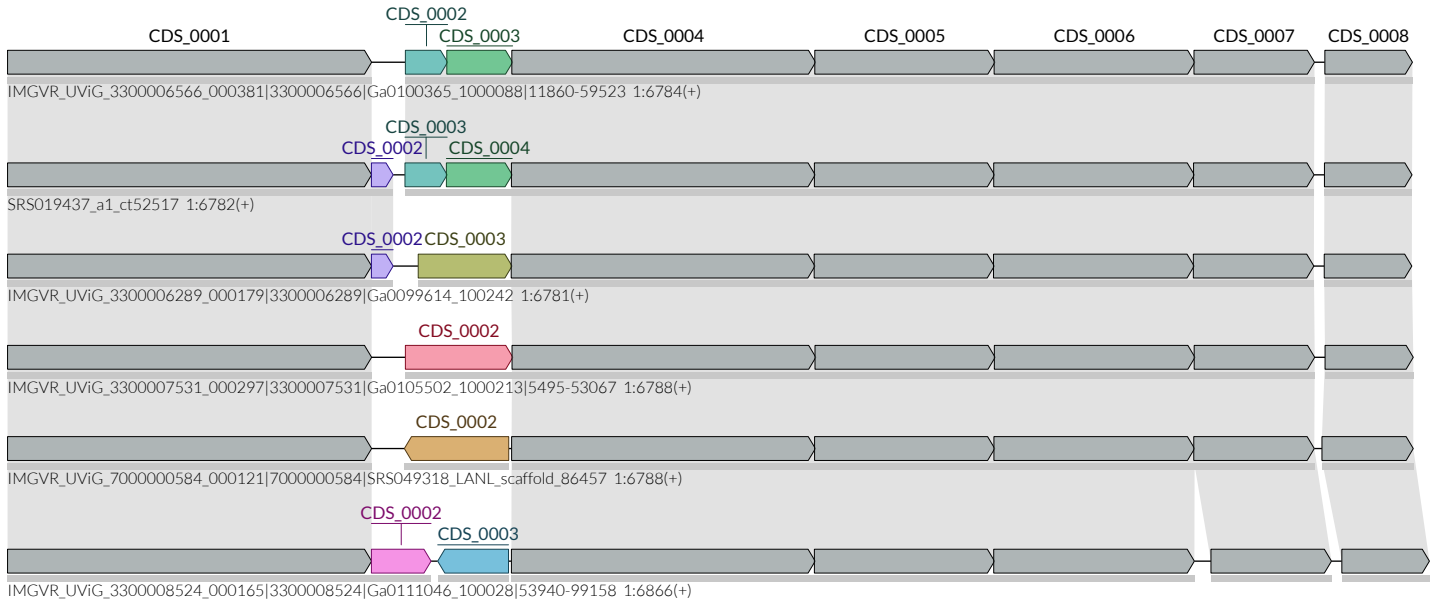 CDS_0002
CDS_0001 CDS_0003 CDS_0004 CDS_0005 CDS_0006 CDS_0007 CDS_0008
IMGVR_UViG_3300006566_000381|3300006566|Ga0100365_1000088|11860-59523 1:6784(+)
CDS_0003
CDS_0002 CDS_0004
SRS019437_a1_ct52517 1:6782(+)
CDS_0002 CDS_0003
IMGVR_UViG_3300006289_000179|3300006289|Ga0099614_100242 1:6781(+)
CDS_0002
IMGVR_UViG_3300007531_000297|3300007531|Ga0105502_1000213|5495-53067 1:6788(+)
CDS_0002
IMGVR_UViG_7000000584_000121|7000000584|SRS049318_LANL_scaffold_86457 1:6788(+)
CDS_0002
CDS_0003
IMGVR_UViG_3300008524_000165|3300008524|Ga0111046_100028|53940-99158 1:6866(+)